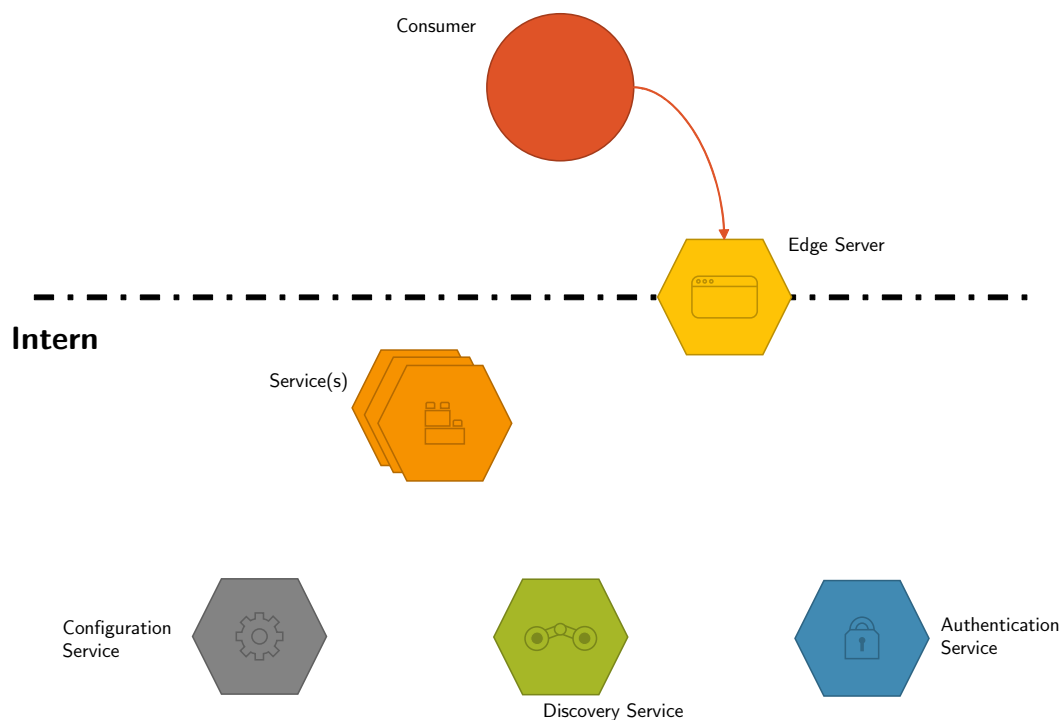 Consumer
Edge Server
Intern
Service(s)
Configuration
Service
Authentication
Service
Discovery Service